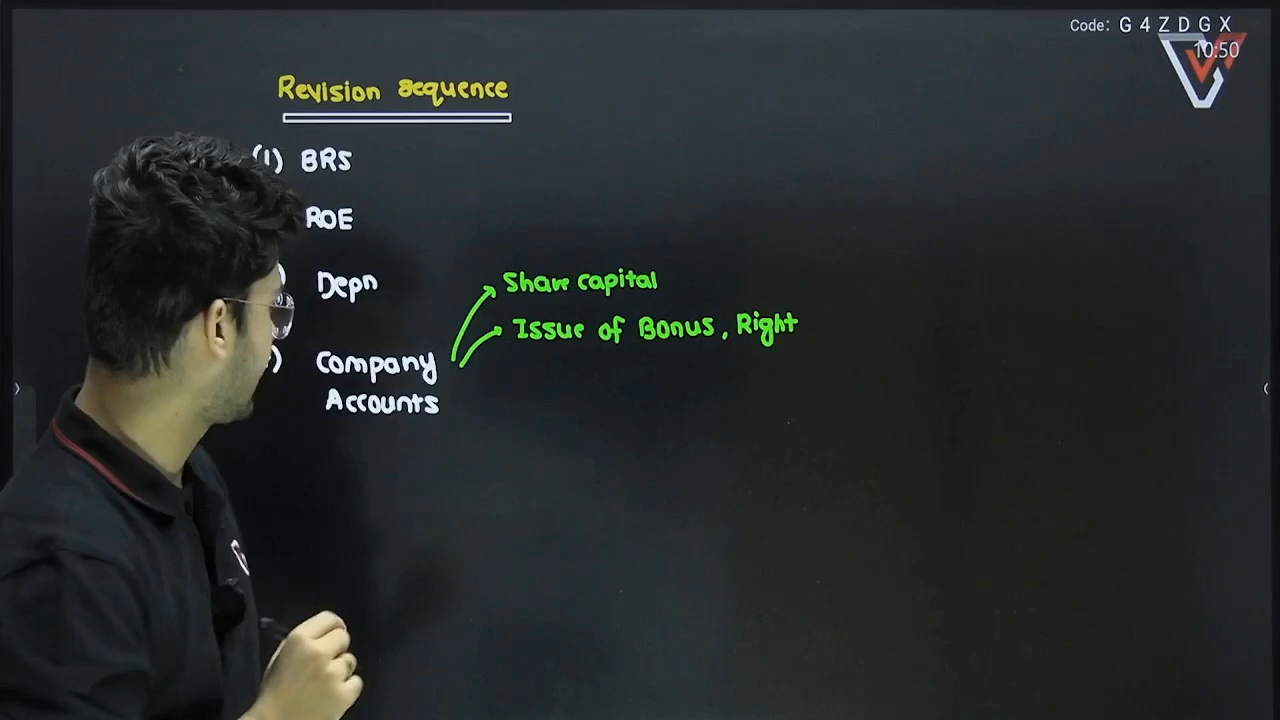 Code: G 4 Z D G X
10:50
Revision sequence
(1) BRS
ROE
) Depn
Share capital
Issue of Bonus, Right
) Company
Accounts